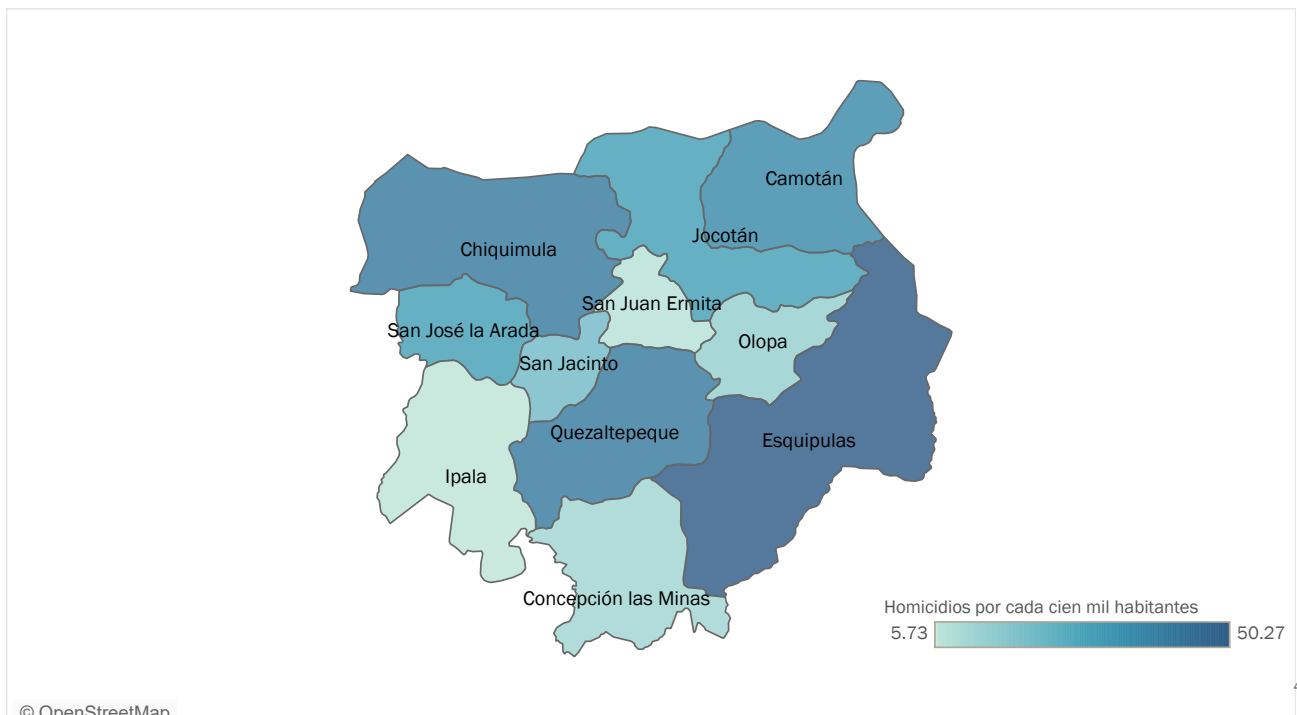 Camotán
Jocotán
Chiquimula
San Juan Ermita
San José la Arada
Olopa
San Jacinto
Quezaltepeque
Esquipulas
Ipala
Concepción las Minas
Homicidios por cada cien mil habitantes
5.73
50.27
© OpenStreetMap